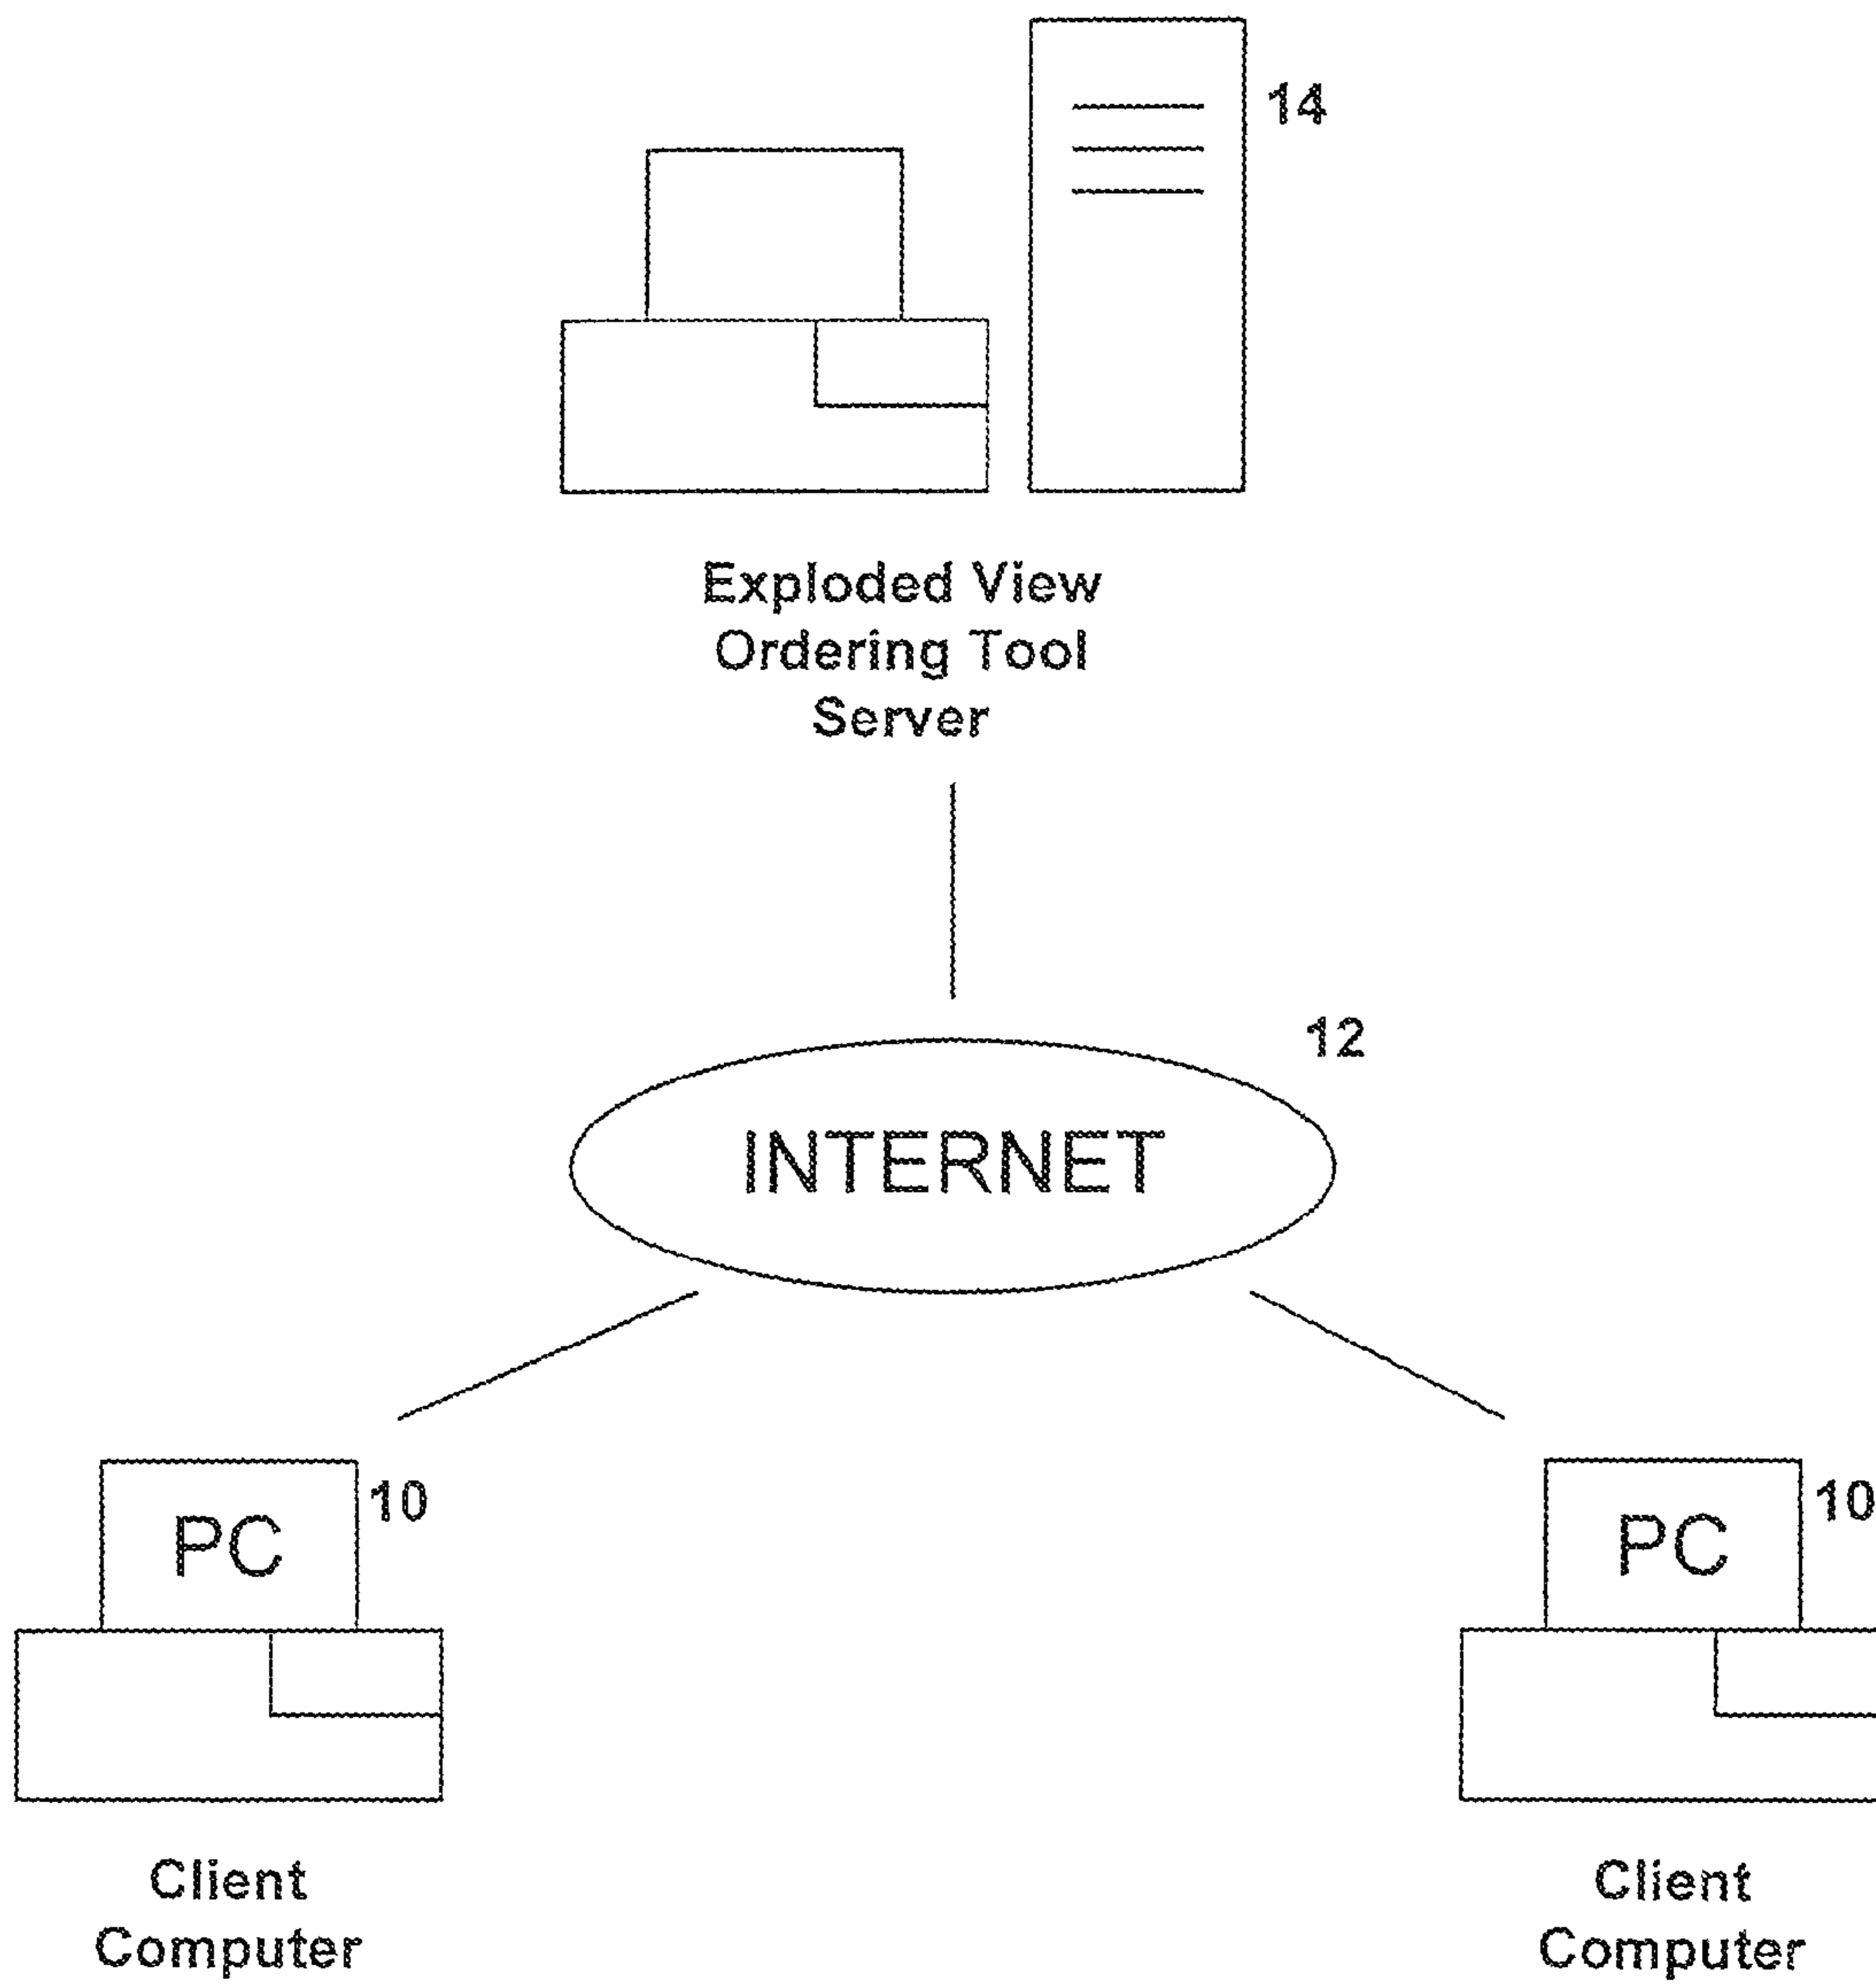 14
Exploded View
Ordering Tool
Server
12
INTERNET
PC
10
PC
10
Client
Computer
Client
Computer